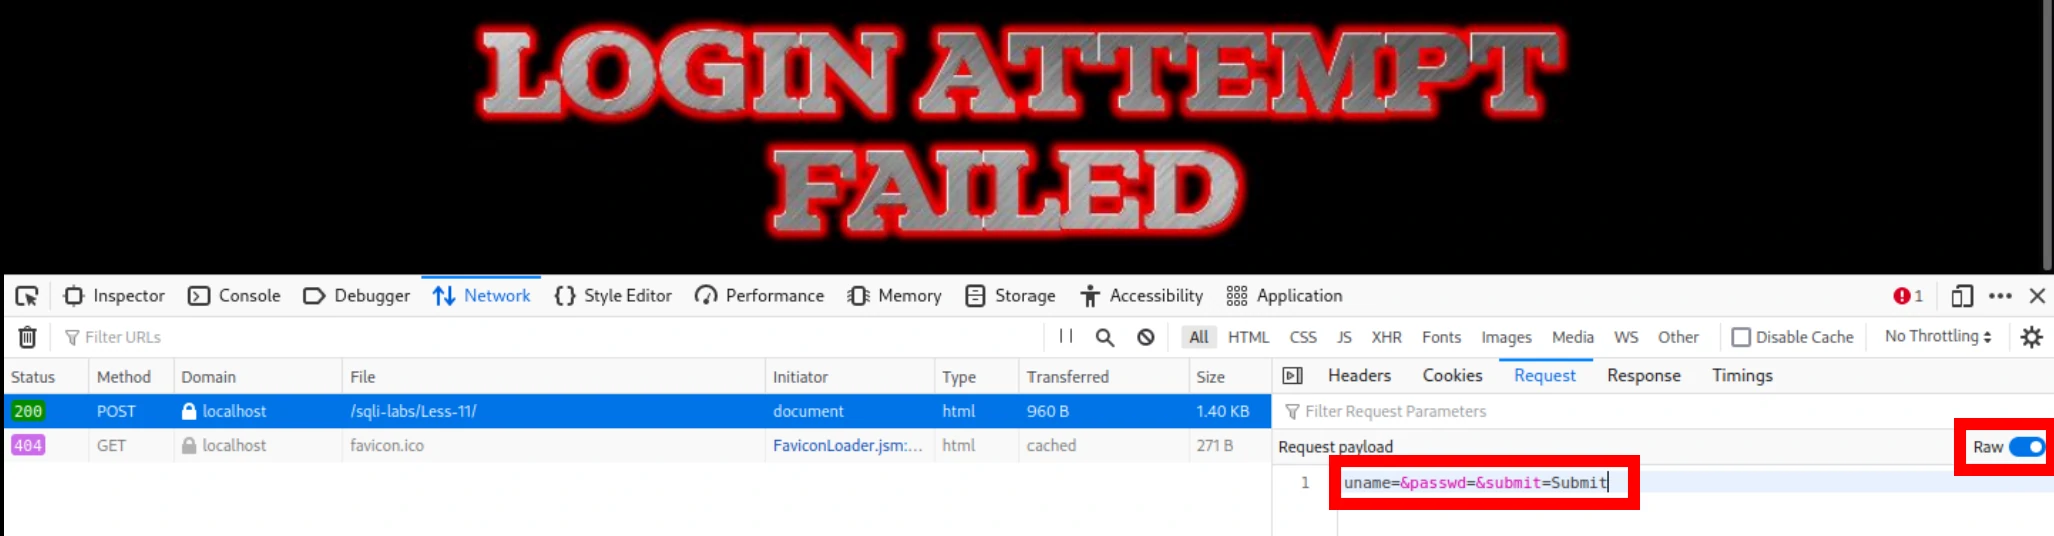 LOGIN ATTEMPT
FAILED
Inspector Console Debugger Network {} Style Editor Performance Memory Storage Accessibility Application 1
Filter URLs All HTML CSS JS XHR Fonts Images Media WS Other Disable Cache No Throttling
Status Method Domain File Initiator Type Transferred Size Headers Cookies Request Response Timings
200 POST localhost /sqli-labs/Less-11/ document html 960 B 1.40 KB Filter Request Parameters
404 GET localhost favicon.ico FaviconLoader.jsm:... html cached 271 B Request payload Raw
1 uname=&passwd=&submit=Submit